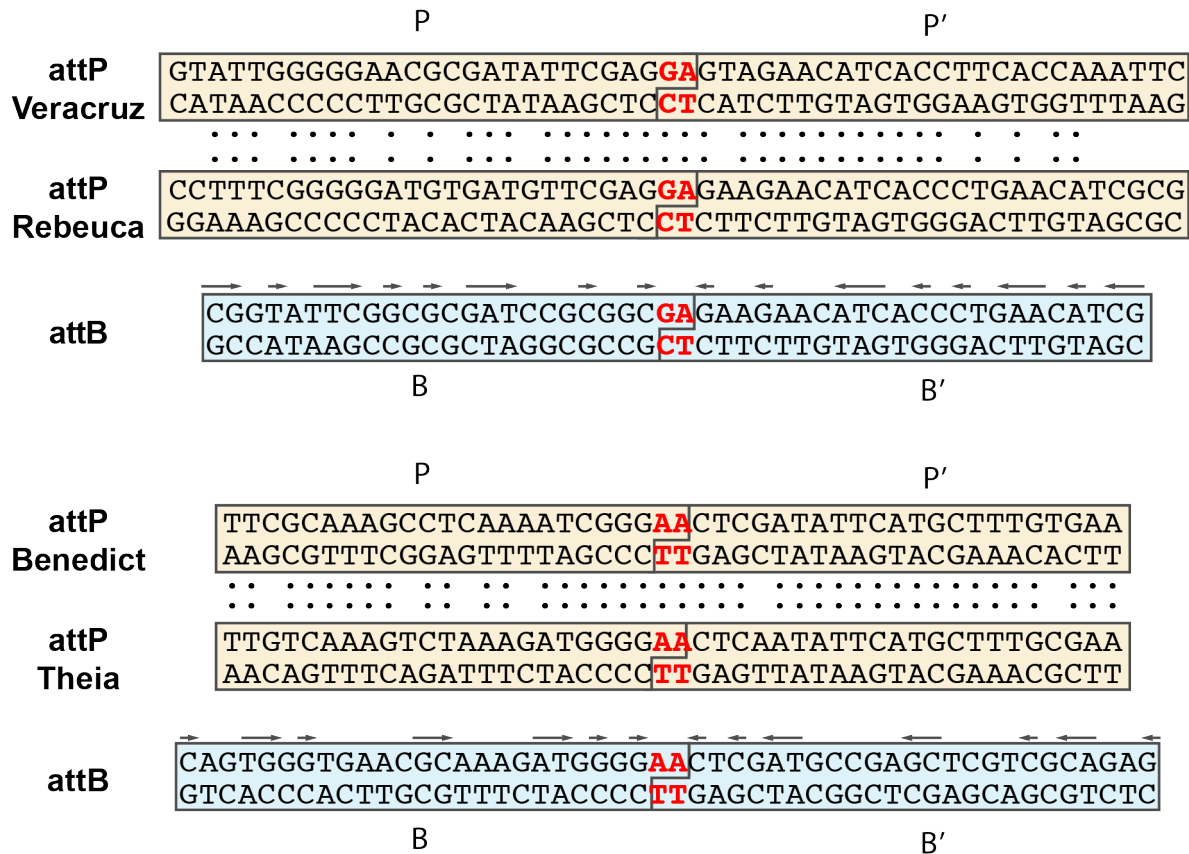 P P′
attP Veracruz
GTATTGGGGGAACGCGATATTCGAGGAGTAGAACATCACCTTCACCAAATTC
CATAACCCCCTTGCGCTATAAGCTCCTCATCTTGTAGTGGAAGTGGTTTAAG
attP Rebeuca
CCTTTCGGGGGATGTGATGTTCGAGGAGAAGAACATCACCCTGAACATCGCG
GGAAAGCCCCCTACACTACAAGCTCCTCTTCTTGTAGTGGGACTTGTAGCGC
attB
CGGTATTCGGCGCGATCCGCGGCGAGAAGAACATCACCCTGAACATCG
GCCATAAGCCGCGCTAGGCGCCGCTCTTCTTGTAGTGGGACTTGTAGC
B B′
P P′
attP Benedict
TTCGCAAAGCCTCAAAATCGGGAACTCGATATTCATGCTTTGTGAA
AAGCGTTTCGGAGTTTTAGCCCTTGAGCTATAAGTACGAAACACTT
attP Theia
TTGTCAAAGTCTAAAGATGGGGAACTCAATATTCATGCTTTGCGAA
AACAGTTTCAGATTTCTACCCCTTGAGTTATAAGTACGAAACGCTT
attB
CAGTGGGTGAACGCAAAGATGGGGAACTCGATGCCGAGCTCGTCGCAGAG
GTCACCCACTTGCGTTTCTACCCCTTGAGCTACGGCTCGAGCAGCGTCTC
B B′